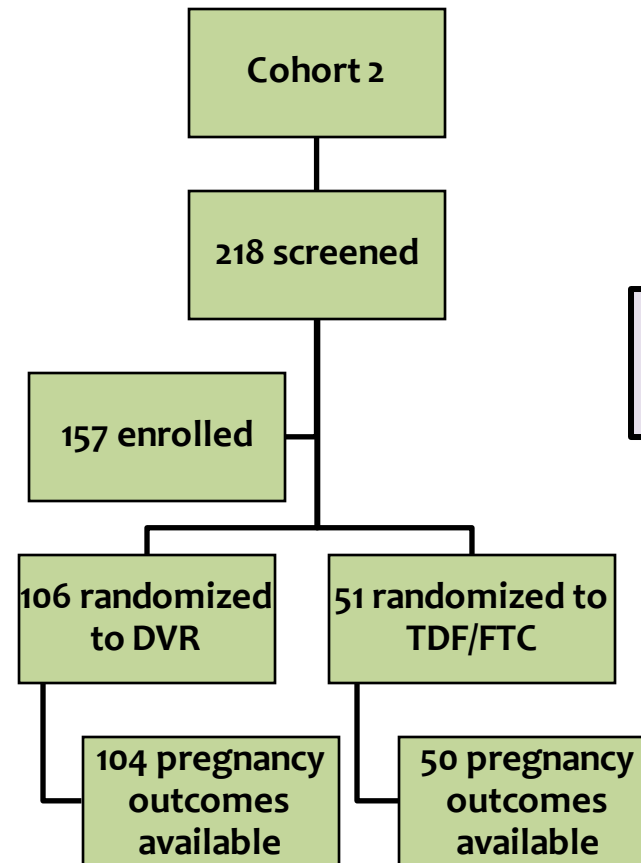 Cohort 2
218 screened
157 enrolled
106 randomized
to DVR
51 randomized to
TDF/FTC
104 pregnancy
outcomes
available
50 pregnancy
outcomes
available